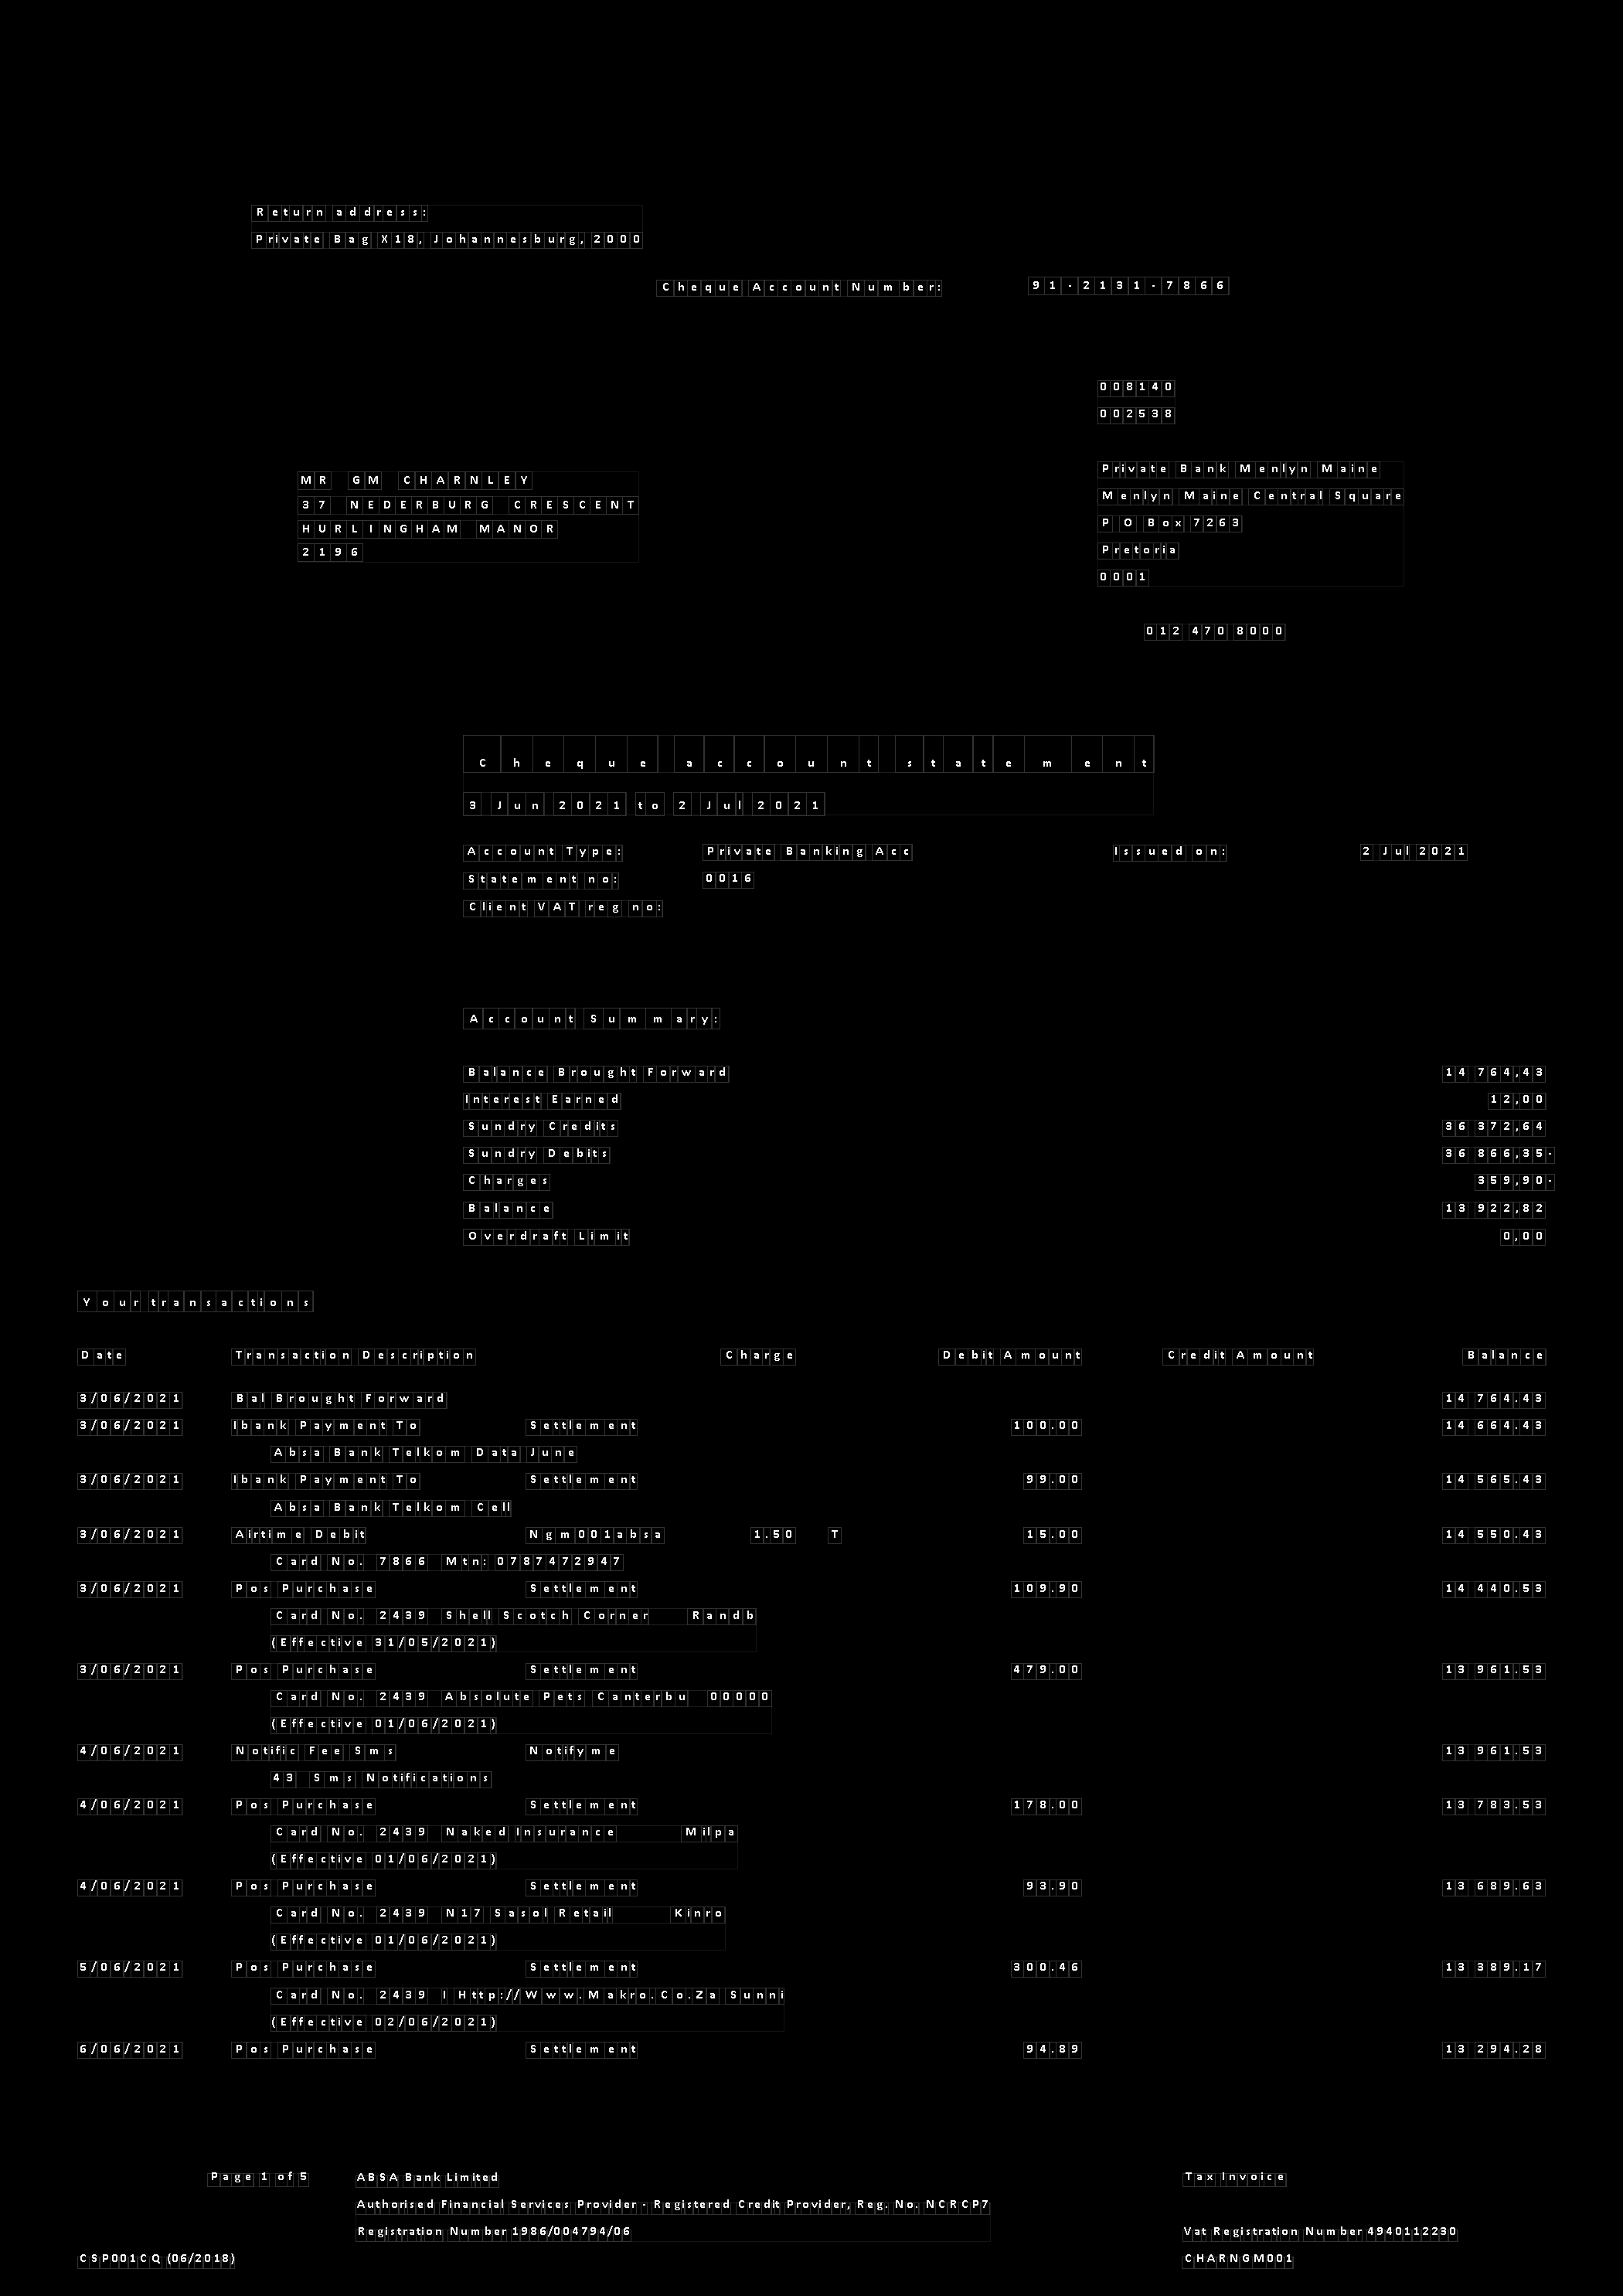 Return address:
Private Bag X18, Johannesburg, 2000
Cheque Account Number: 91-2131-7866
008140
002538
MR GM CHARNLEY
37 NEDERBURG CRESCENT
HURLINGHAM MANOR
2196
Private Bank Menlyn Maine
Menlyn Maine Central Square
P O Box 7263
Pretoria
0001
012 470 8000
Cheque account statement
3 Jun 2021 to 2 Jul 2021
Account Type: Private Banking Acc Issued on: 2 Jul 2021
Statement no: 0016
Client VAT reg no:
Account Summary:
Balance Brought Forward 14 764,43
Interest Earned 12,00
Sundry Credits 36 372,64
Sundry Debits 36 866,35-
Charges 359,90-
Balance 13 922,82
Overdraft Limit 0,00
Your transactions
Date Transaction Description Charge Debit Amount Credit Amount Balance
3/06/2021 Bal Brought Forward 14 764.43
3/06/2021 Ibank Payment To Settlement 100.00 14 664.43
Absa Bank Telkom Data June
3/06/2021 Ibank Payment To Settlement 99.00 14 565.43
Absa Bank Telkom Cell
3/06/2021 Airtime Debit Ngm001absa 1.50 T 15.00 14 550.43
Card No. 7866 Mtn: 0787472947
3/06/2021 Pos Purchase Settlement 109.90 14 440.53
Card No. 2439 Shell Scotch Corner Randb
(Effective 31/05/2021)
3/06/2021 Pos Purchase Settlement 479.00 13 961.53
Card No. 2439 Absolute Pets Canterbu 00000
(Effective 01/06/2021)
4/06/2021 Notific Fee Sms Notifyme 13 961.53
43 Sms Notifications
4/06/2021 Pos Purchase Settlement 178.00 13 783.53
Card No. 2439 Naked Insurance Milpa
(Effective 01/06/2021)
4/06/2021 Pos Purchase Settlement 93.90 13 689.63
Card No. 2439 N17 Sasol Retail Kinro
(Effective 01/06/2021)
5/06/2021 Pos Purchase Settlement 300.46 13 389.17
Card No. 2439 I Http://Www.Makro.Co.Za Sunni
(Effective 02/06/2021)
6/06/2021 Pos Purchase Settlement 94.89 13 294.28
Page 1 of 5 ABSA Bank Limited Tax Invoice
Authorised Financial Services Provider - Registered Credit Provider, Reg. No. NCRCP7
Registration Number 1986/004794/06 Vat Registration Number 4940112230
CSP001CQ (06/2018) CHARNGM001